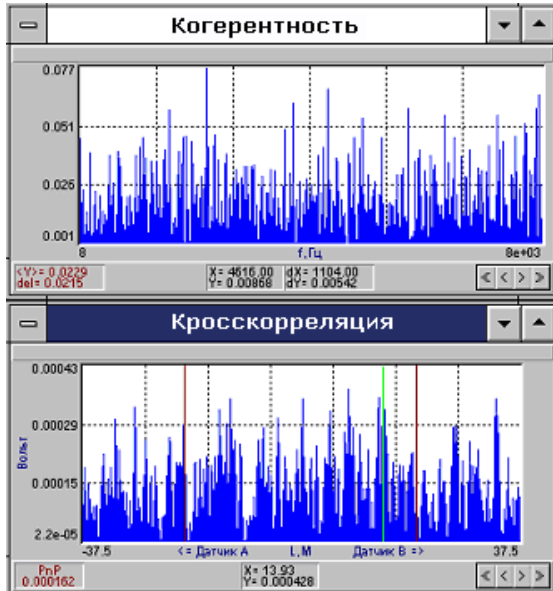 Когерентность
0.077
0.051
0.025
0.001
8 f,Гц 8e+03
<Y>= 0.0229
del= 0.0215
X= 4616.00
Y= 0.00868
dX= 1104.00
dY= 0.00542
Кросскорреляция
0.00043
0.00029
Вольт
0.00015
2.2e-05
-37.5 <= Датчик А L,М Датчик В => 37.5
РпР
0.000162
X= 13.93
Y= 0.000428